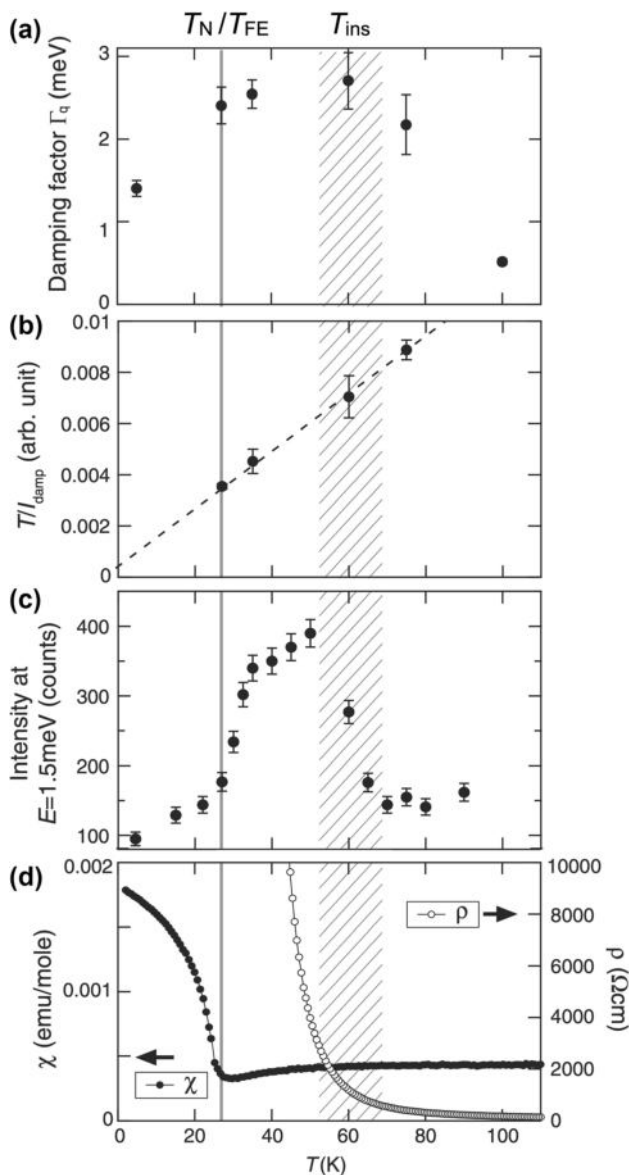 T_N / T_FE T_ins
(a)
3
2
1
0
Damping factor Γ_q (meV)
(b)
0.01
0.008
0.006
0.004
0.002
0
T/I_damp (arb. unit)
(c)
400
300
200
100
Intensity at
E=1.5meV (counts)
(d)
0.002
0.001
0
χ (emu/mole)
χ
ρ
10000
8000
6000
4000
2000
0
ρ (Ωcm)
0 20 40 60 80 100
T(K)